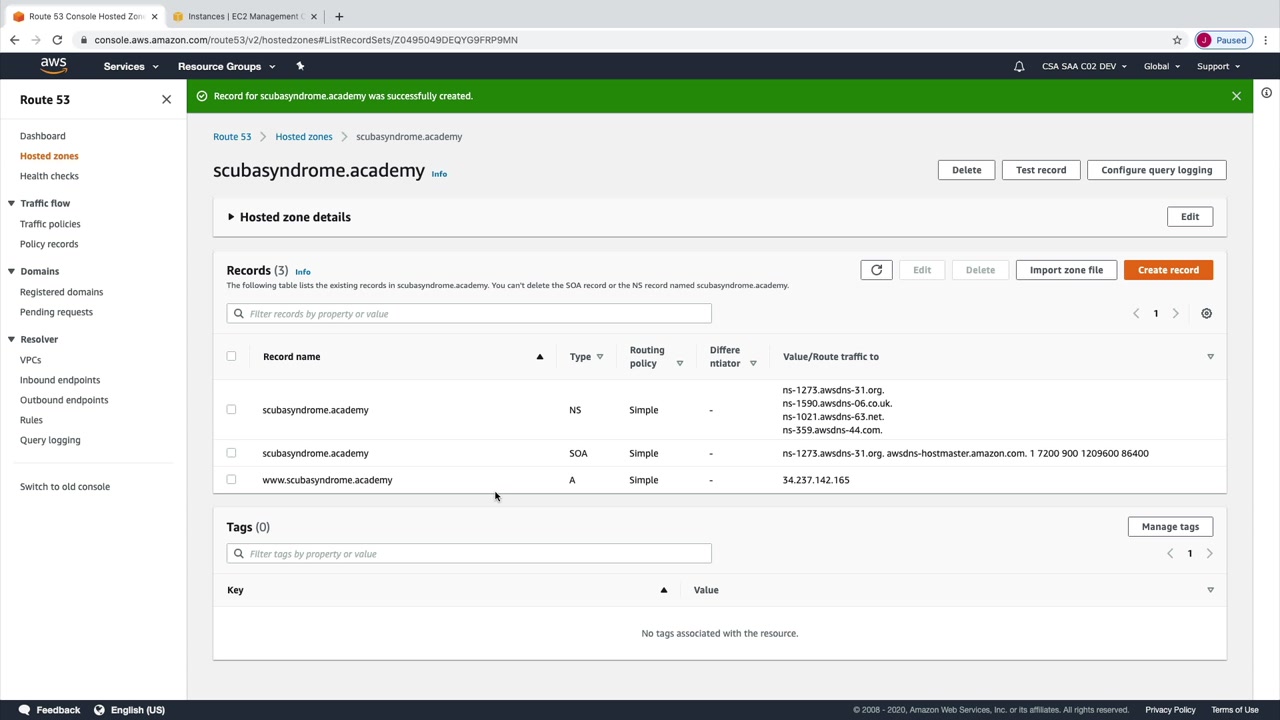 Route 53 Console Hosted Zon
Instances | EC2 Management C
console.aws.amazon.com/route53/v2/hostedzones#ListRecordSets/Z0495049DEQYG9FRP9MN
J Paused
aws Services Resource Groups CSA SAA C02 DEV Global Support
Route 53
Dashboard
Hosted zones
Health checks
Traffic flow
Traffic policies
Policy records
Domains
Registered domains
Pending requests
Resolver
VPCs
Inbound endpoints
Outbound endpoints
Rules
Query logging
Switch to old console
Record for scubasyndrome.academy was successfully created.
Route 53 Hosted zones scubasyndrome.academy
scubasyndrome.academy Info
Delete Test record Configure query logging
Hosted zone details Edit
Records (3) Info
Edit Delete Import zone file Create record
The following table lists the existing records in scubasyndrome.academy. You can't delete the SOA record or the NS record named scubasyndrome.academy.
Filter records by property or value 1
Record name Type Routing policy Differe ntiator Value/Route traffic to
scubasyndrome.academy NS Simple - ns-1273.awsdns-31.org.
ns-1590.awsdns-06.co.uk.
ns-1021.awsdns-63.net.
ns-359.awsdns-44.com.
scubasyndrome.academy SOA Simple - ns-1273.awsdns-31.org. awsdns-hostmaster.amazon.com. 1 7200 900 1209600 86400
www.scubasyndrome.academy A Simple - 34.237.142.165
Tags (0) Manage tags
Filter tags by property or value 1
Key Value
No tags associated with the resource.
Feedback English (US) © 2008 - 2020, Amazon Web Services, Inc. or its affiliates. All rights reserved. Privacy Policy Terms of Use